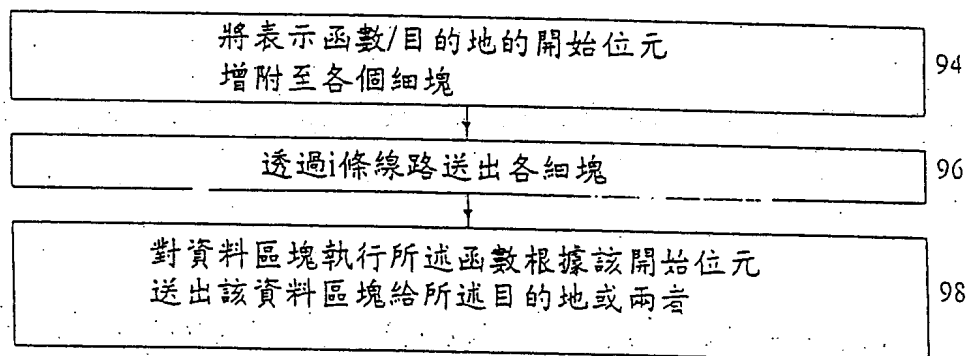 將表示函數/目的地的開始位元
增附至各個細塊
94
透過i條線路送出各細塊
96
對資料區塊執行所述函數根據該開始位元
送出該資料區塊給所述目的地或兩者
98